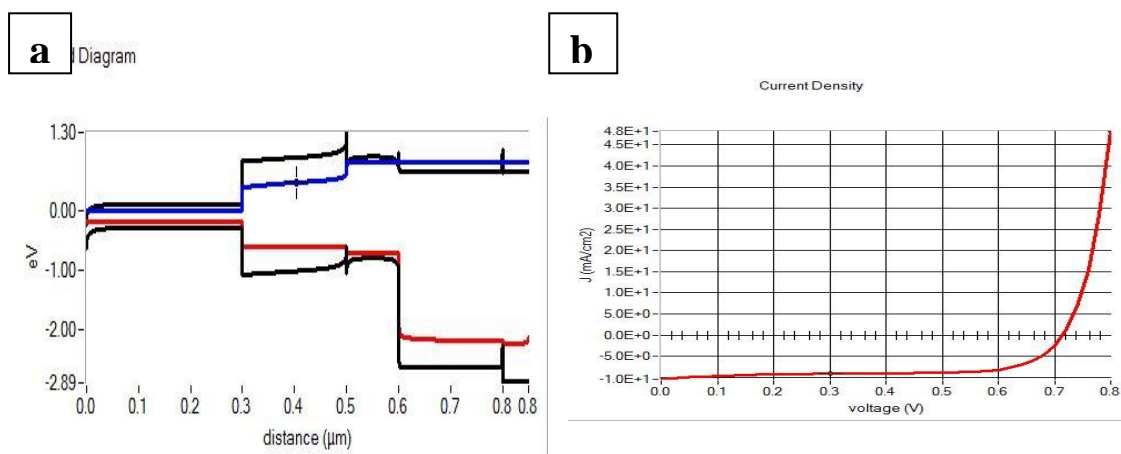 a
d Diagram
1.30
0.00
-1.00
-2.00
-2.89
eV
0.0 0.1 0.2 0.3 0.4 0.5 0.6 0.7 0.8 0.8
distance (µm)
b
Current Density
4.8E+1
4.5E+1
4.0E+1
3.5E+1
3.0E+1
2.5E+1
2.0E+1
1.5E+1
1.0E+1
5.0E+0
0.0E+0
-5.0E+0
-1.0E+1
J (mA/cm2)
0.0 0.1 0.2 0.3 0.4 0.5 0.6 0.7 0.8
voltage (V)